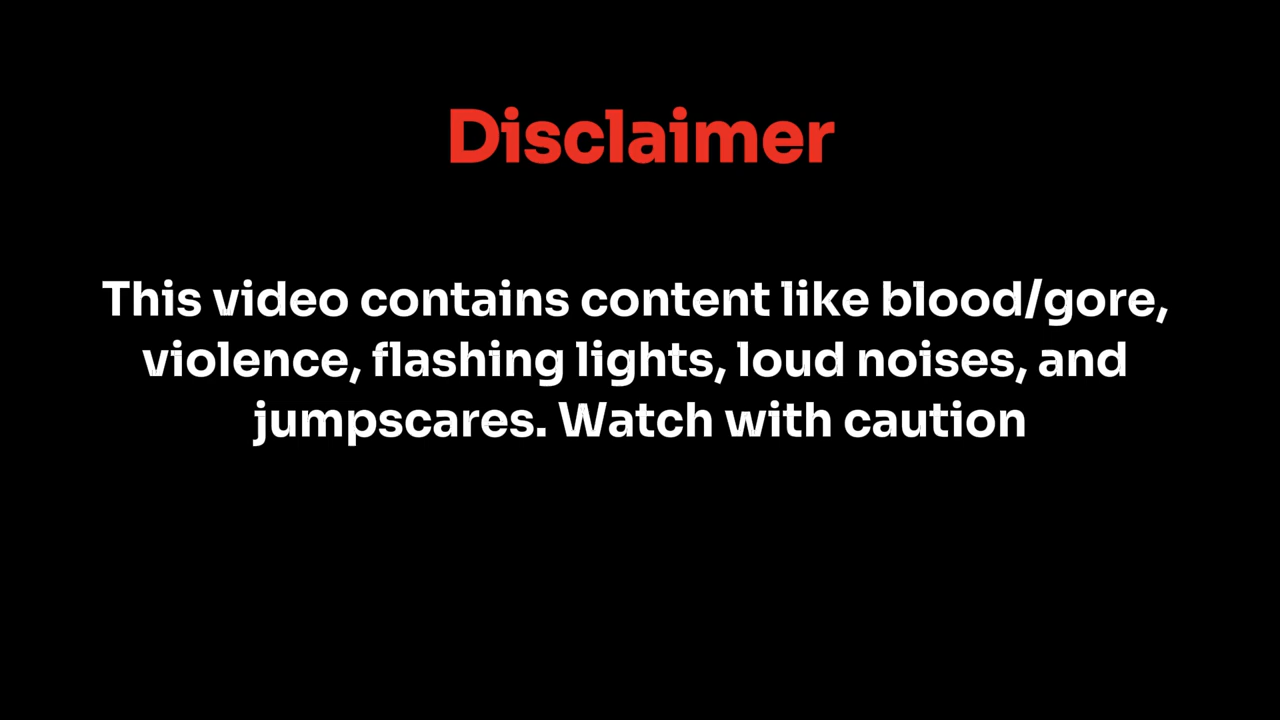 Disclaimer
This video contains content like blood/gore,
violence, flashing lights, loud noises, and
jumpscares. Watch with caution